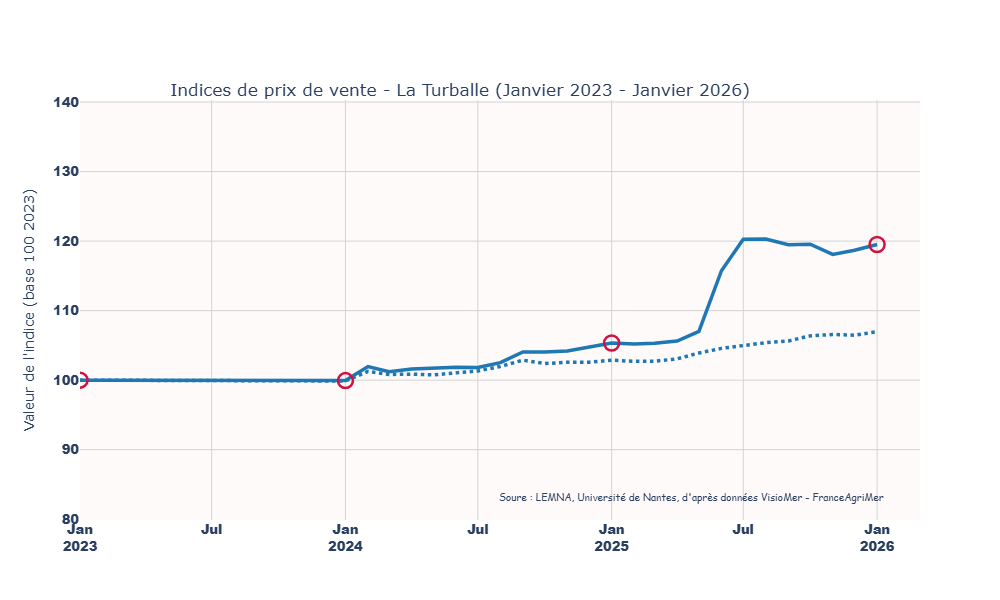 Indices de prix de vente - La Turballe (Janvier 2023 - Janvier 2026)
Valeur de l'indice (base 100 2023)
140
130
120
110
100
90
80
Soure : LEMNA, Université de Nantes, d'après données VisioMer - FranceAgriMer
Jan Jul Jan Jul Jan Jul Jan
2023 2024 2025 2026